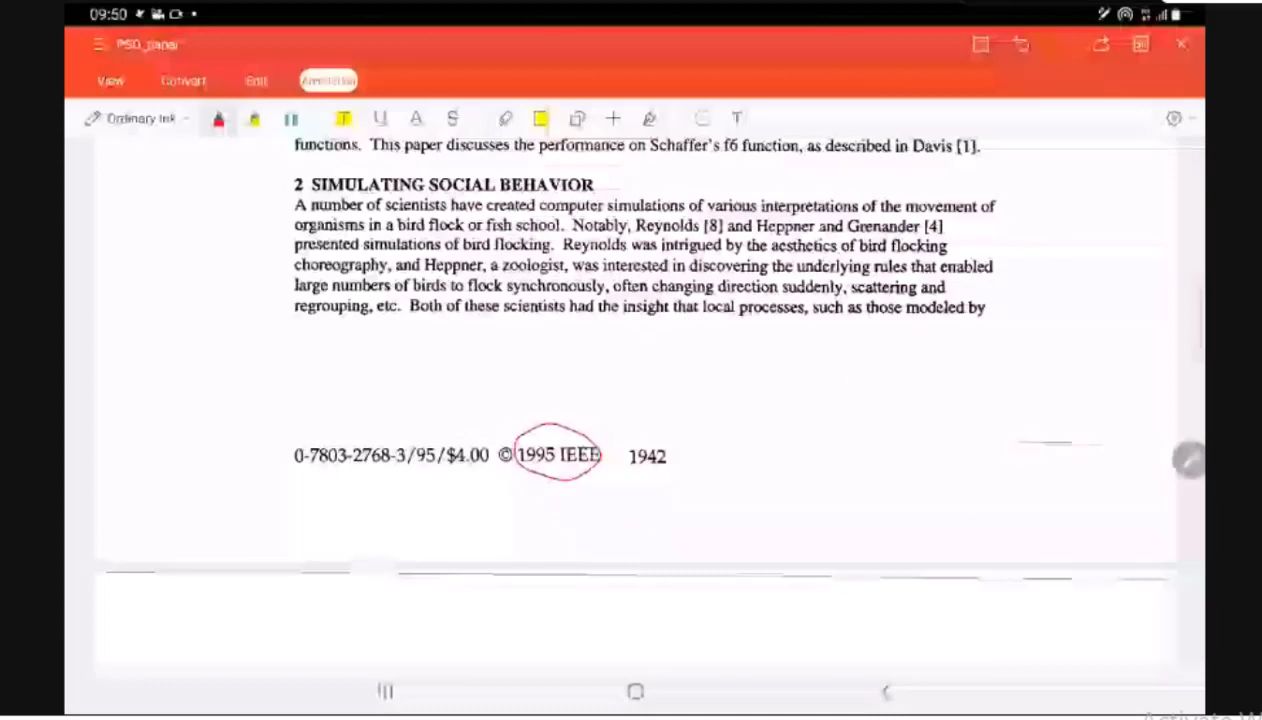 09:50
PSO_paper
View Convert Edit Annotation
Ordinary Ink
functions. This paper discusses the performance on Schaffer's f6 function, as described in Davis [1].
2 SIMULATING SOCIAL BEHAVIOR
A number of scientists have created computer simulations of various interpretations of the movement of
organisms in a bird flock or fish school. Notably, Reynolds [8] and Heppner and Grenander [4]
presented simulations of bird flocking. Reynolds was intrigued by the aesthetics of bird flocking
choreography, and Heppner, a zoologist, was interested in discovering the underlying rules that enabled
large numbers of birds to flock synchronously, often changing direction suddenly, scattering and
regrouping, etc. Both of these scientists had the insight that local processes, such as those modeled by
0-7803-2768-3/95/$4.00 © 1995 IEEE 1942